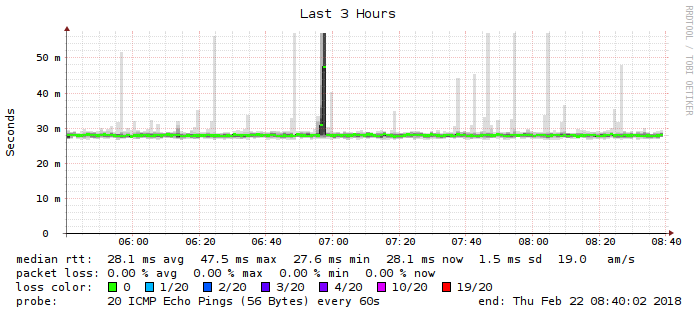 Last 3 Hours
RRDTOOL / TOBI OETIKER
Seconds
50 m
40 m
30 m
20 m
10 m
0
06:00 06:20 06:40 07:00 07:20 07:40 08:00 08:20 08:40
median rtt: 28.1 ms avg 47.5 ms max 27.6 ms min 28.1 ms now 1.5 ms sd 19.0 am/s
packet loss: 0.00 % avg 0.00 % max 0.00 % min 0.00 % now
loss color: 0 1/20 2/20 3/20 4/20 10/20 19/20
probe: 20 ICMP Echo Pings (56 Bytes) every 60s end: Thu Feb 22 08:40:02 2018